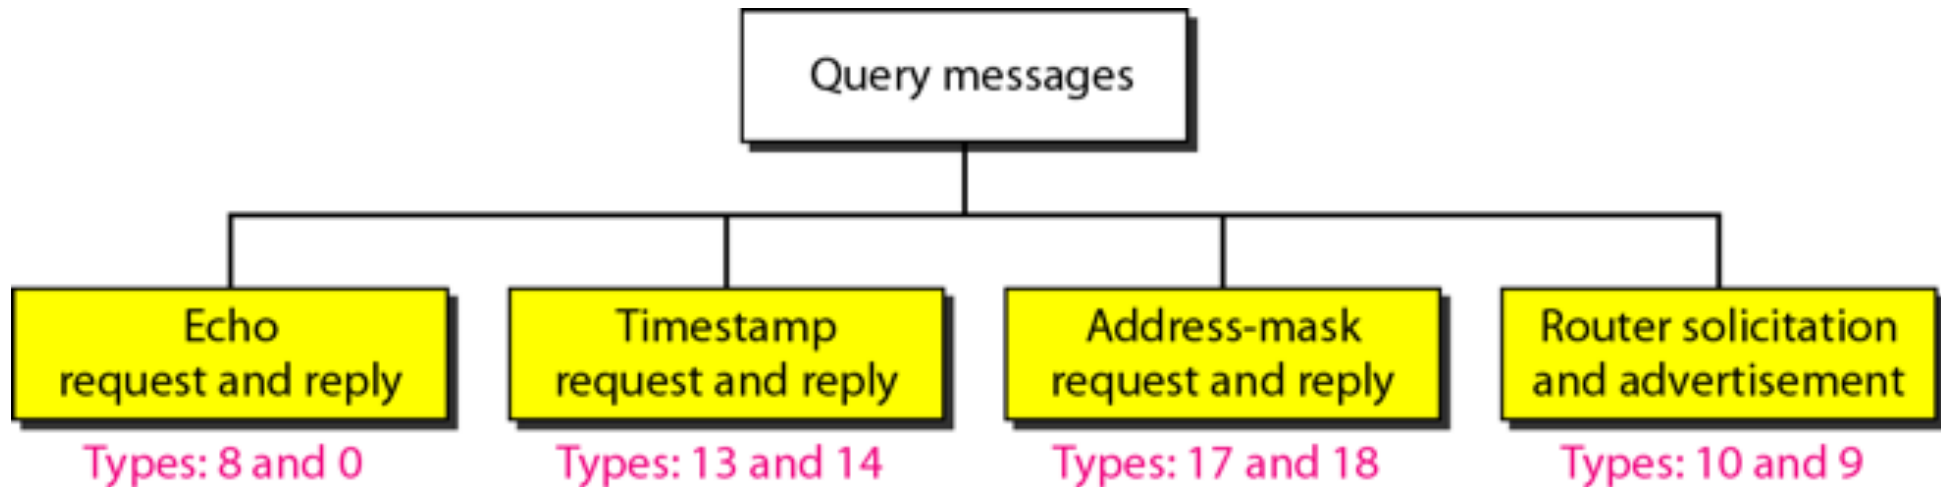 Query messages
Echo
request and reply
Types: 8 and 0
Timestamp
request and reply
Types: 13 and 14
Address-mask
request and reply
Types: 17 and 18
Router solicitation
and advertisement
Types: 10 and 9